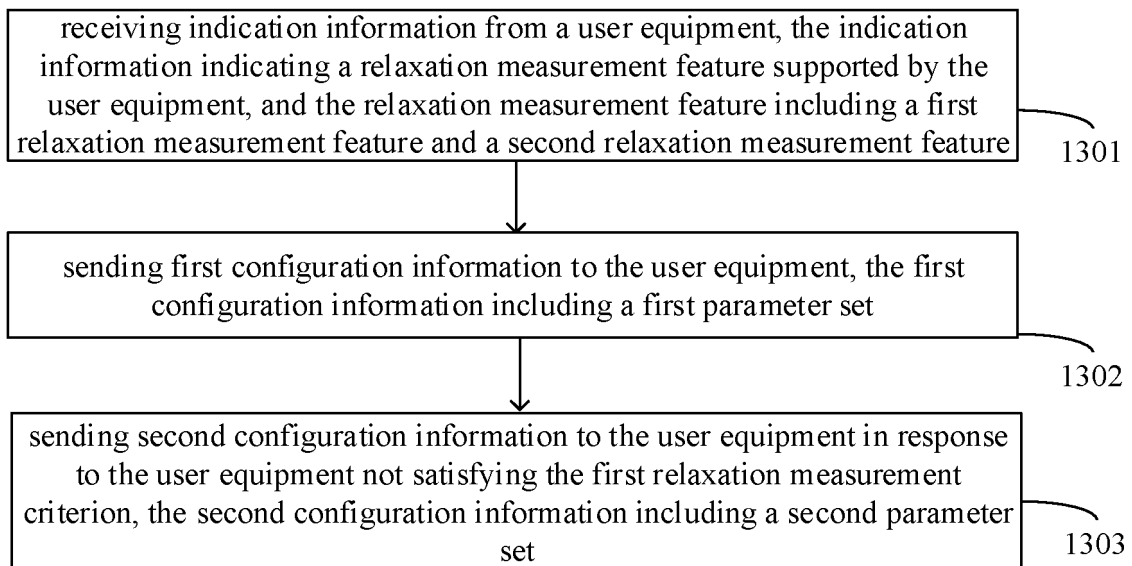 receiving indication information from a user equipment, the indication
information indicating a relaxation measurement feature supported by the
user equipment, and the relaxation measurement feature including a first
relaxation measurement feature and a second relaxation measurement feature
1301
sending first configuration information to the user equipment, the first
configuration information including a first parameter set
1302
sending second configuration information to the user equipment in response
to the user equipment not satisfying the first relaxation measurement
criterion, the second configuration information including a second parameter
set
1303